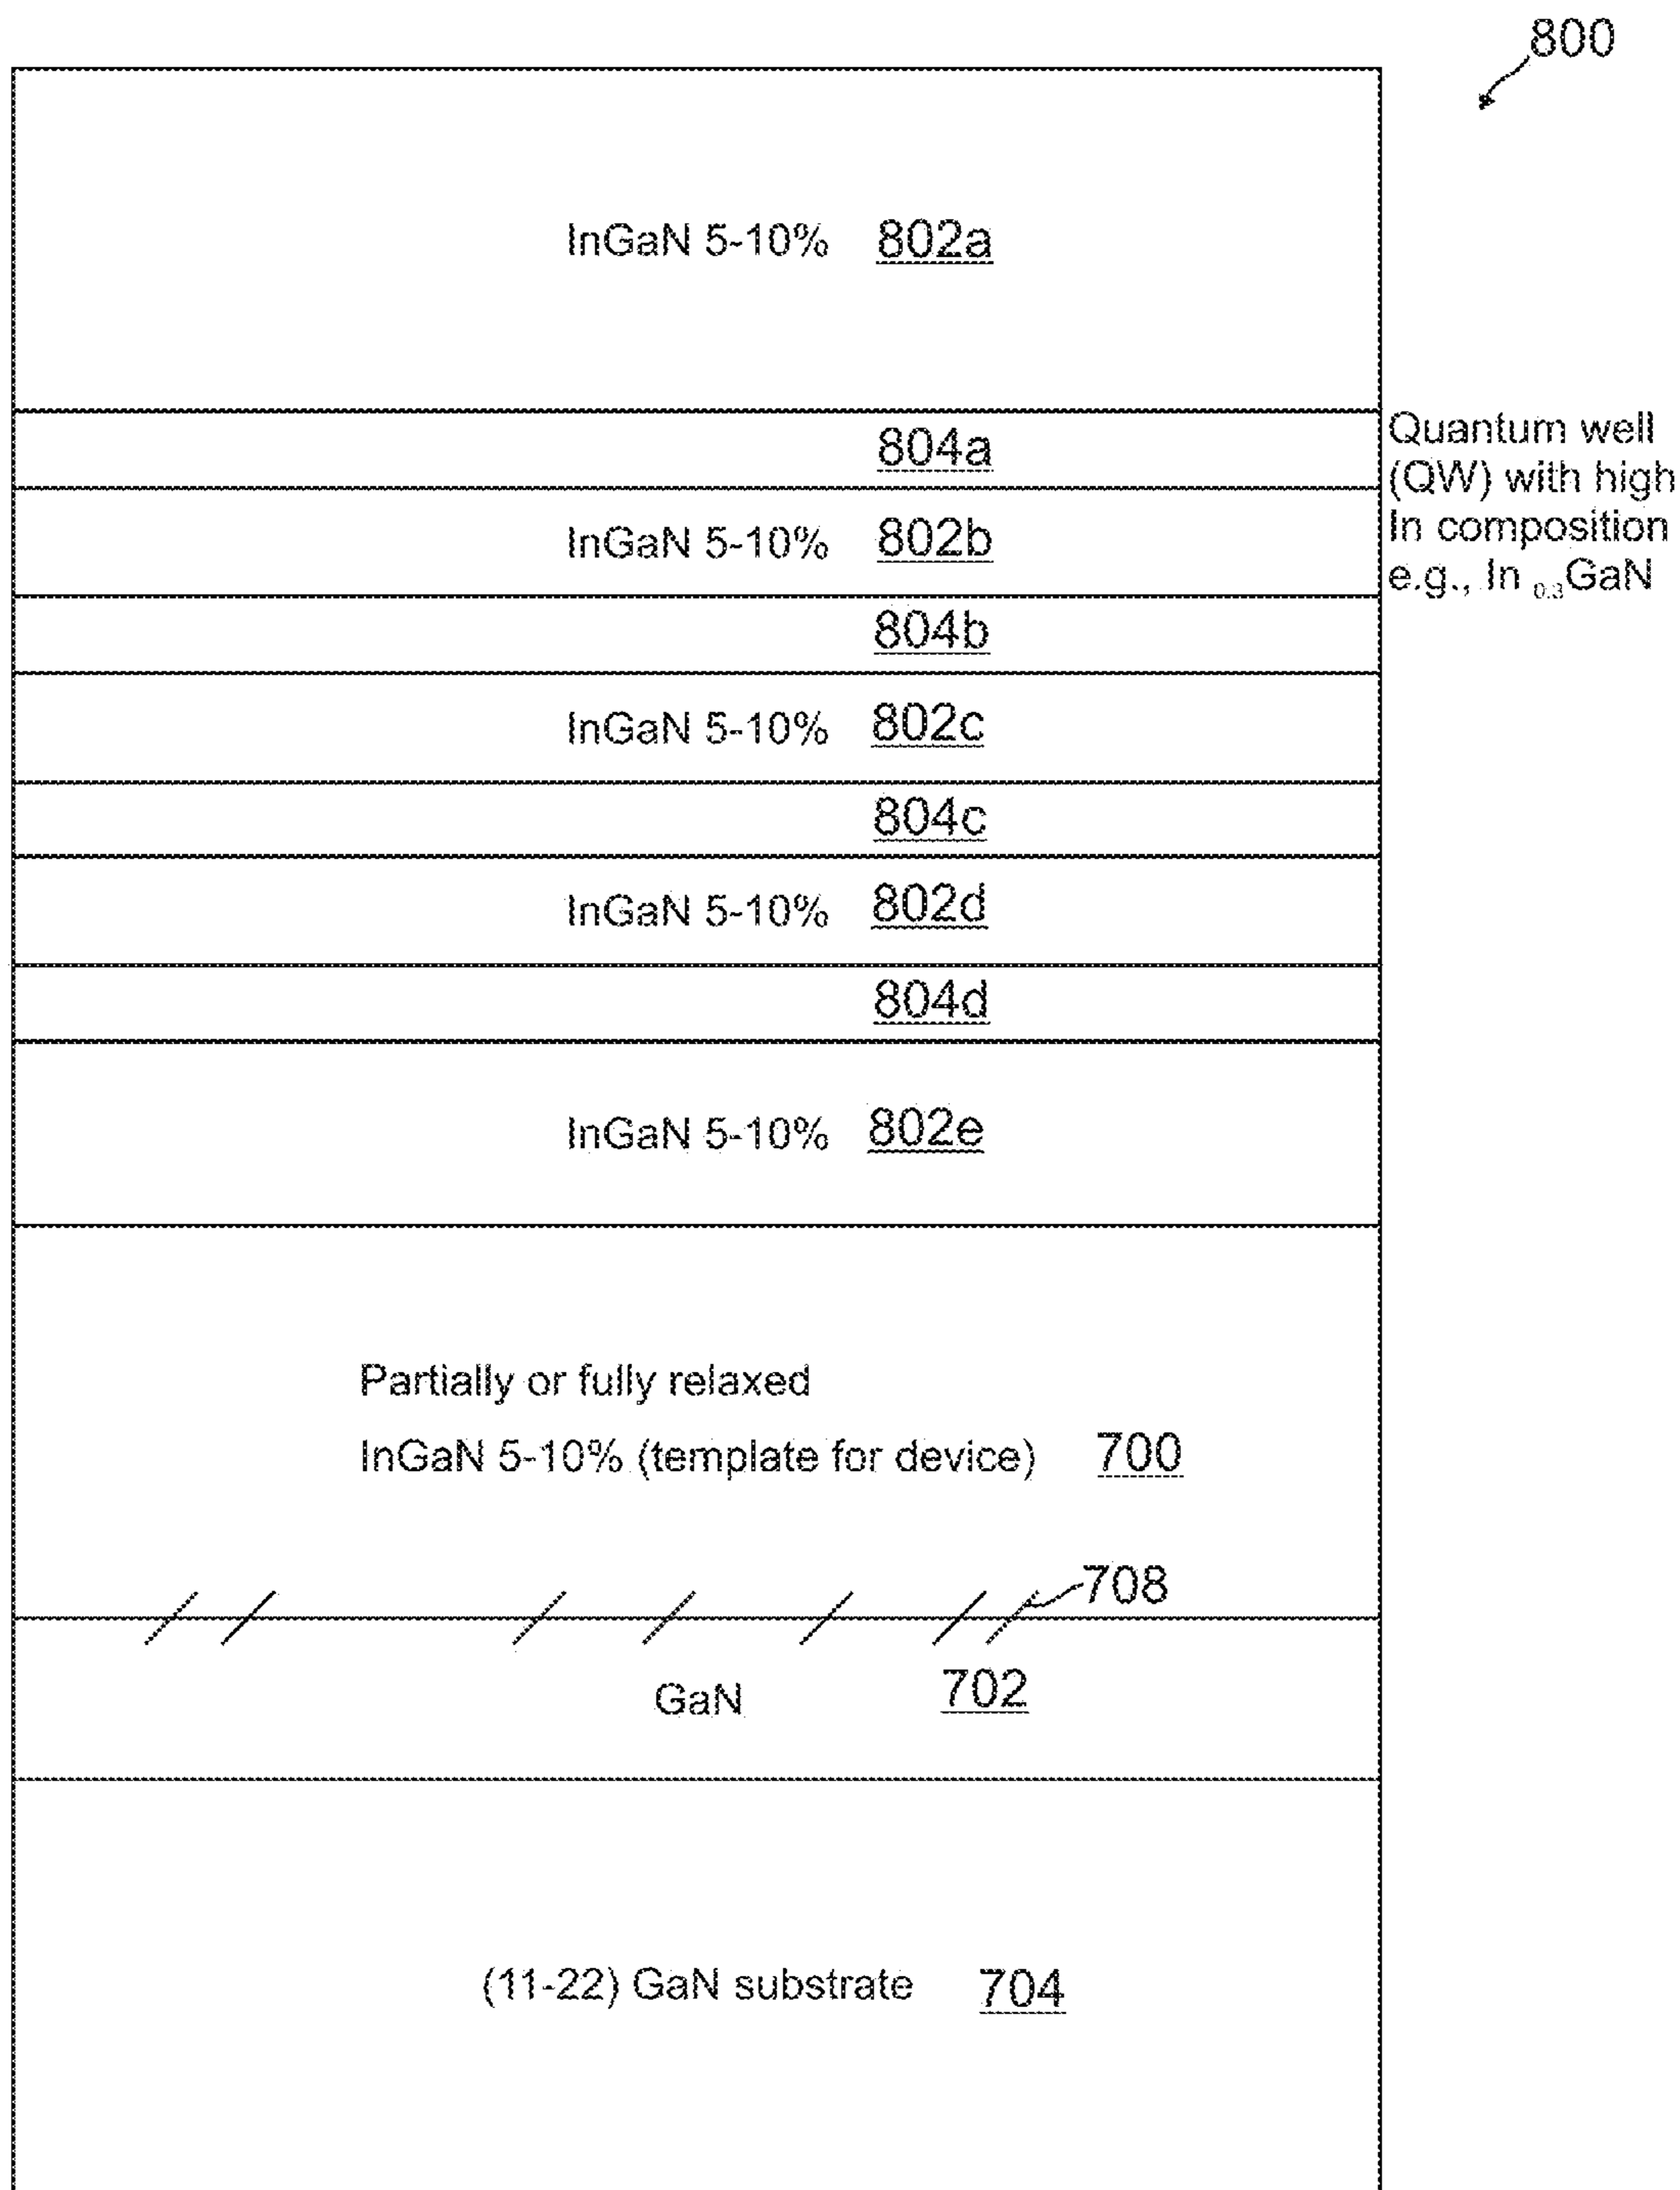 800
InGaN 5-10% 802a
804a
Quantum well
(QW) with high
In composition
e.g., In 0.3GaN
InGaN 5-10% 802b
804b
InGaN 5-10% 802c
804c
InGaN 5-10% 802d
804d
InGaN 5-10% 802e
Partially or fully relaxed
InGaN 5-10% (template for device) 700
708
GaN 702
(11-22) GaN substrate 704